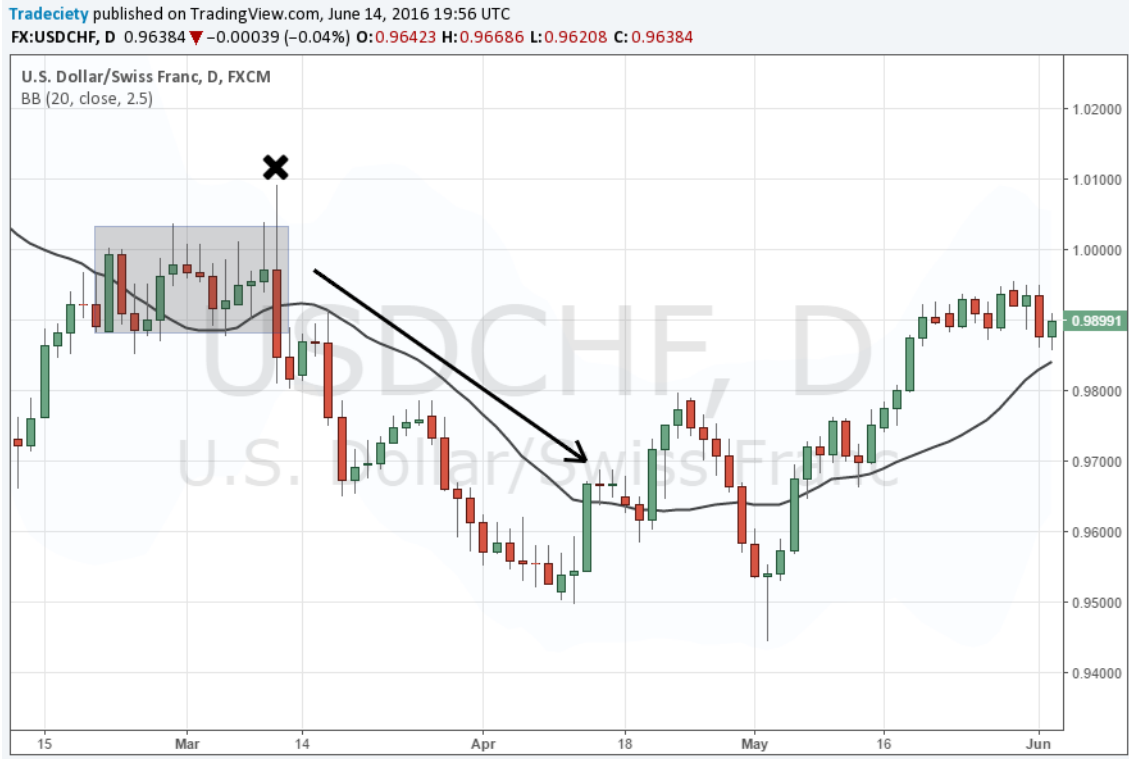 Tradeciety published on TradingView.com, June 14, 2016 19:56 UTC
FX:USDCHF, D 0.96384 ▼ −0.00039 (−0.04%) O:0.96423 H:0.96686 L:0.96208 C:0.96384
U.S. Dollar/Swiss Franc, D, FXCM
BB (20, close, 2.5)
1.02000
1.01000
1.00000
USDCHF, D
0.98991
0.98000
U.S. Dollar/Swiss Franc
0.97000
0.96000
0.95000
0.94000
15 Mar 14 Apr 18 May 16 Jun